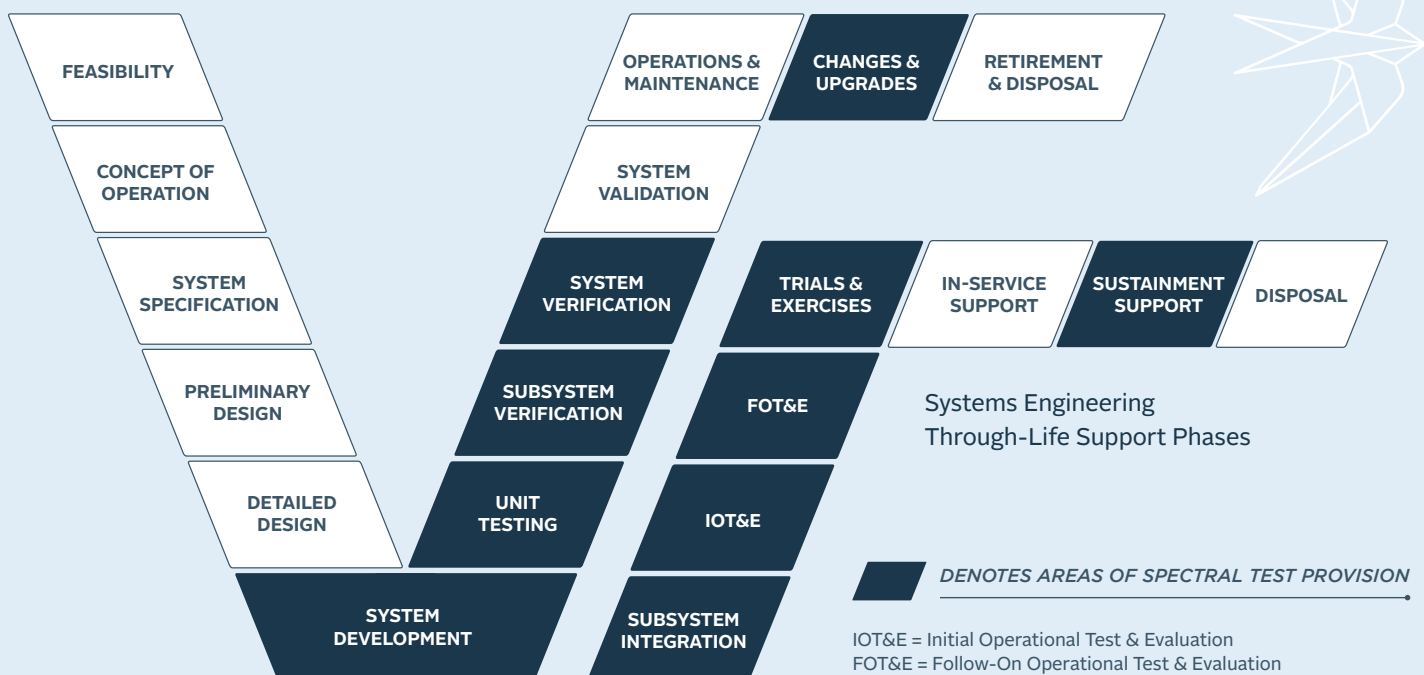 FEASIBILITY
CONCEPT OF
OPERATION
SYSTEM
SPECIFICATION
PRELIMINARY
DESIGN
DETAILED
DESIGN
SYSTEM
DEVELOPMENT
UNIT
TESTING
SUBSYSTEM
VERIFICATION
SYSTEM
VERIFICATION
SYSTEM
VALIDATION
OPERATIONS &
MAINTENANCE
CHANGES &
UPGRADES
RETIREMENT
& DISPOSAL
SUBSYSTEM
INTEGRATION
IOT&E
FOT&E
TRIALS &
EXERCISES
IN-SERVICE
SUPPORT
SUSTAINMENT
SUPPORT
DISPOSAL
Systems Engineering
Through-Life Support Phases
DENOTES AREAS OF SPECTRAL TEST PROVISION
IOT&E = Initial Operational Test & Evaluation
FOT&E = Follow-On Operational Test & Evaluation